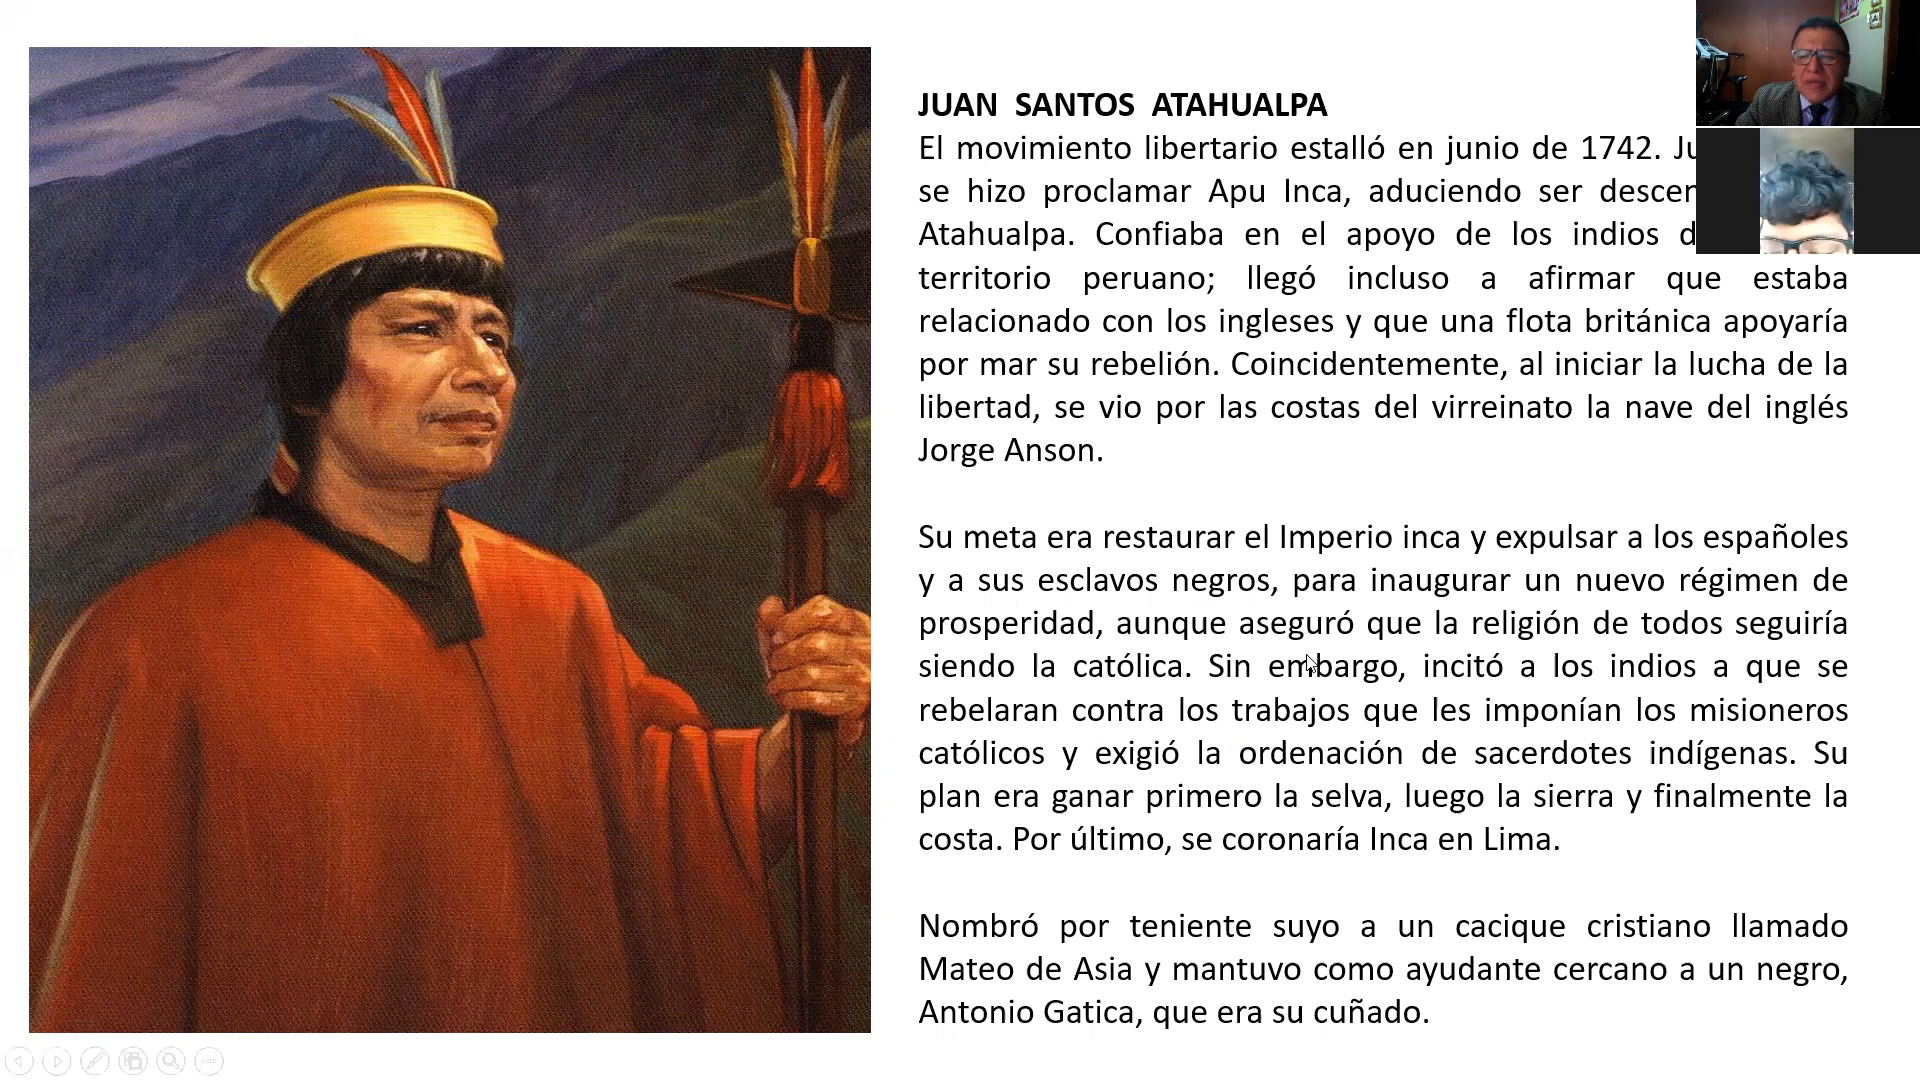 JUAN SANTOS ATAHUALPA
El movimiento libertario estalló en junio de 1742.
se hizo proclamar Apu Inca, aduciendo ser
Atahualpa. Confiaba en el apoyo de los indios
territorio peruano; llegó incluso a afirmar que estaba
relacionado con los ingleses y que una flota británica apoyaría
por mar su rebelión. Coincidentemente, al iniciar la lucha de la
libertad, se vio por las costas del virreinato la nave del inglés
Jorge Anson.
Su meta era restaurar el Imperio inca y expulsar a los españoles
y a sus esclavos negros, para inaugurar un nuevo régimen de
prosperidad, aunque aseguró que la religión de todos seguiría
siendo la católica. Sin embargo, incitó a los indios a que se
rebelaran contra los trabajos que les imponían los misioneros
católicos y exigió la ordenación de sacerdotes indígenas. Su
plan era ganar primero la selva, luego la sierra y finalmente la
costa. Por último, se coronaría Inca en Lima.
Nombró por teniente suyo a un cacique cristiano llamado
Mateo de Asia y mantuvo como ayudante cercano a un negro,
Antonio Gatica, que era su cuñado.